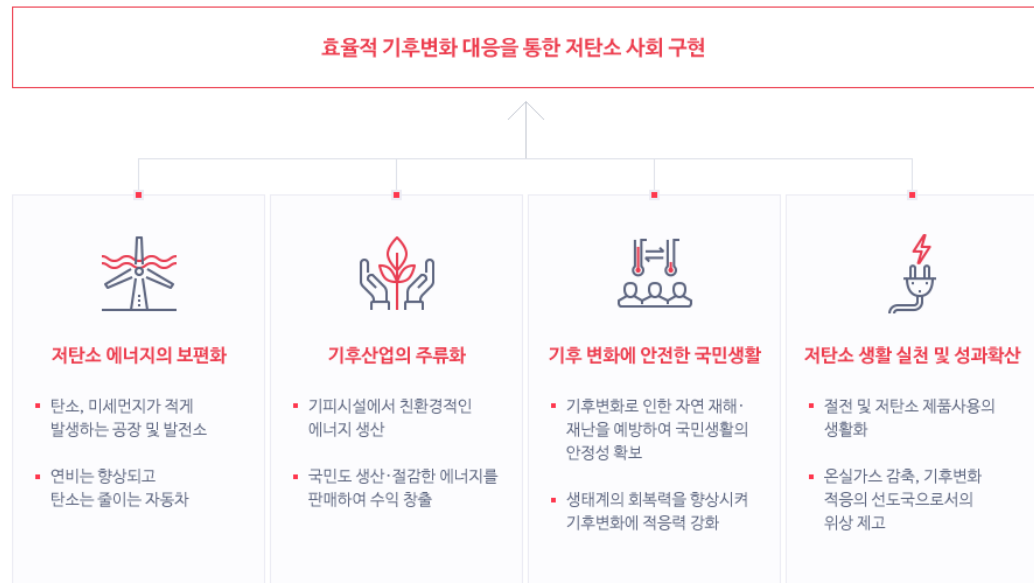 효율적 기후변화 대응을 통한 저탄소 사회 구현
저탄소 에너지의 보편화
탄소, 미세먼지가 적게
발생하는 공장 및 발전소
연비는 향상되고
탄소는 줄이는 자동차
기후산업의 주류화
기피시설에서 친환경적인
에너지 생산
국민도 생산·절감한 에너지를
판매하여 수익 창출
기후 변화에 안전한 국민생활
기후변화로 인한 자연 재해·
재난을 예방하여 국민생활의
안정성 확보
생태계의 회복력을 향상시켜
기후변화에 적응력 강화
저탄소 생활 실천 및 성과확산
절전 및 저탄소 제품사용의
생활화
온실가스 감축, 기후변화
적응의 선도국으로서의
위상 제고